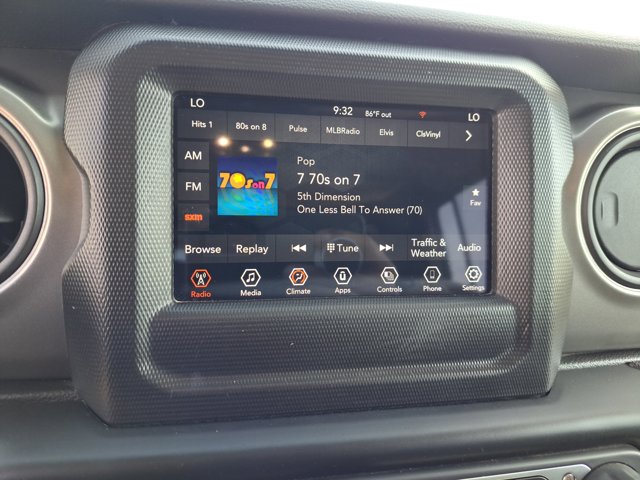 LO 9:32 86°F out LO
Hits 1 80s on 8 Pulse MLBRadio Elvis ClsVinyl
AM
FM
sxm
70s on 7
Pop
7 70s on 7
5th Dimension
One Less Bell To Answer (70)
Fav
Browse Replay Tune Traffic & Weather Audio
Radio Media Climate Apps Controls Phone Settings